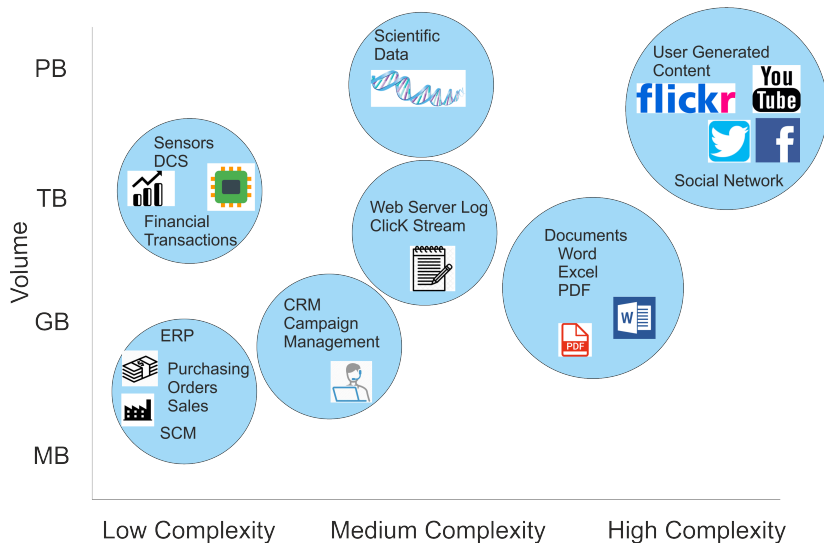 PB
TB
Volume
GB
MB
Scientific
Data
User Generated
Content
flickr
You
Tube
f
Social Network
Sensors
DCS
Financial
Transactions
Web Server Log
ClicK Stream
Documents
Word
Excel
PDF
W
PDF
CRM
Campaign
Management
ERP
Purchasing
Orders
Sales
SCM
Low Complexity
Medium Complexity
High Complexity